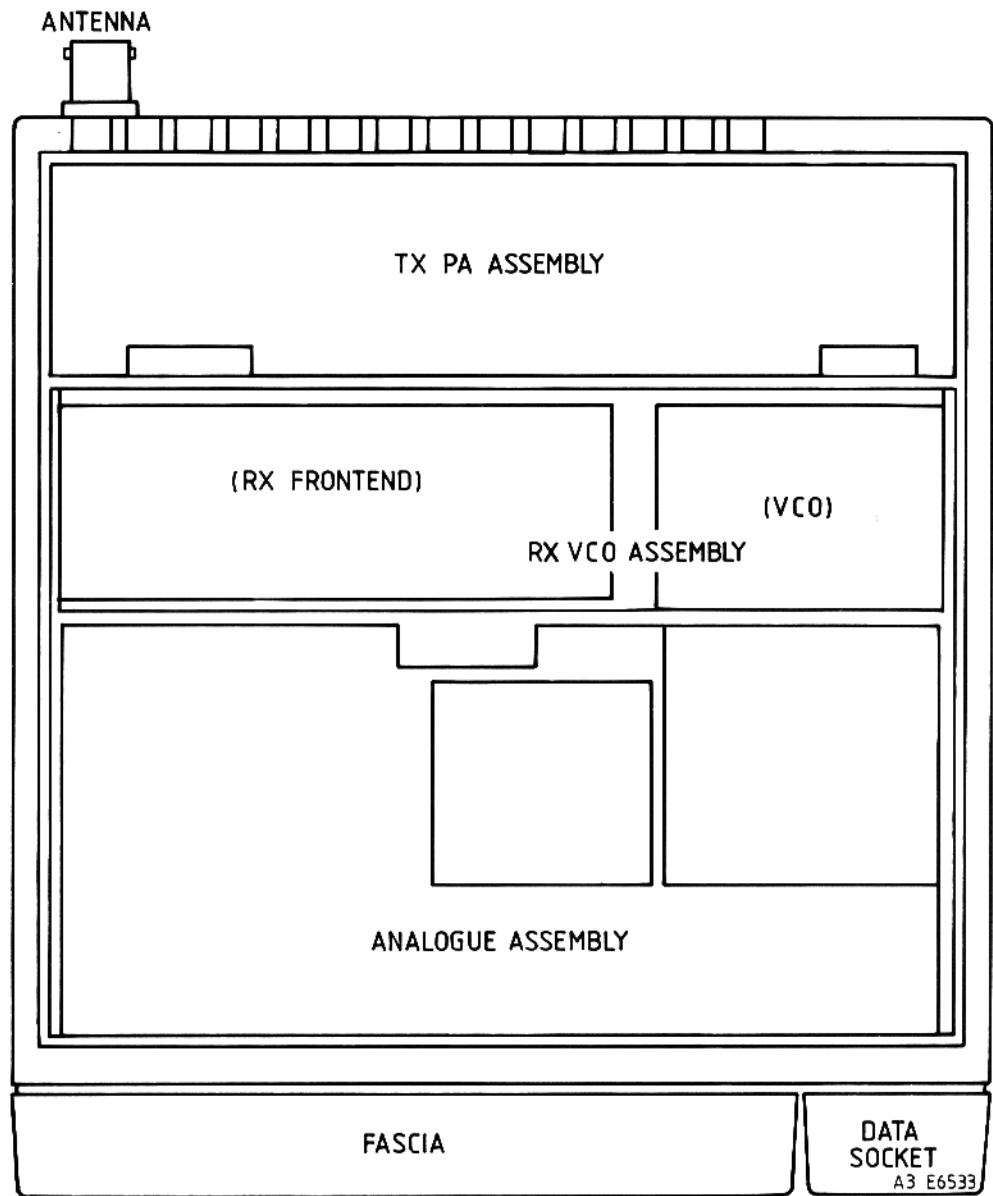 ANTENNA
TX PA ASSEMBLY
(RX FRONTEND)
(VCO)
RX VCO ASSEMBLY
ANALOGUE ASSEMBLY
FASCIA
DATA
SOCKET
A3 E6533